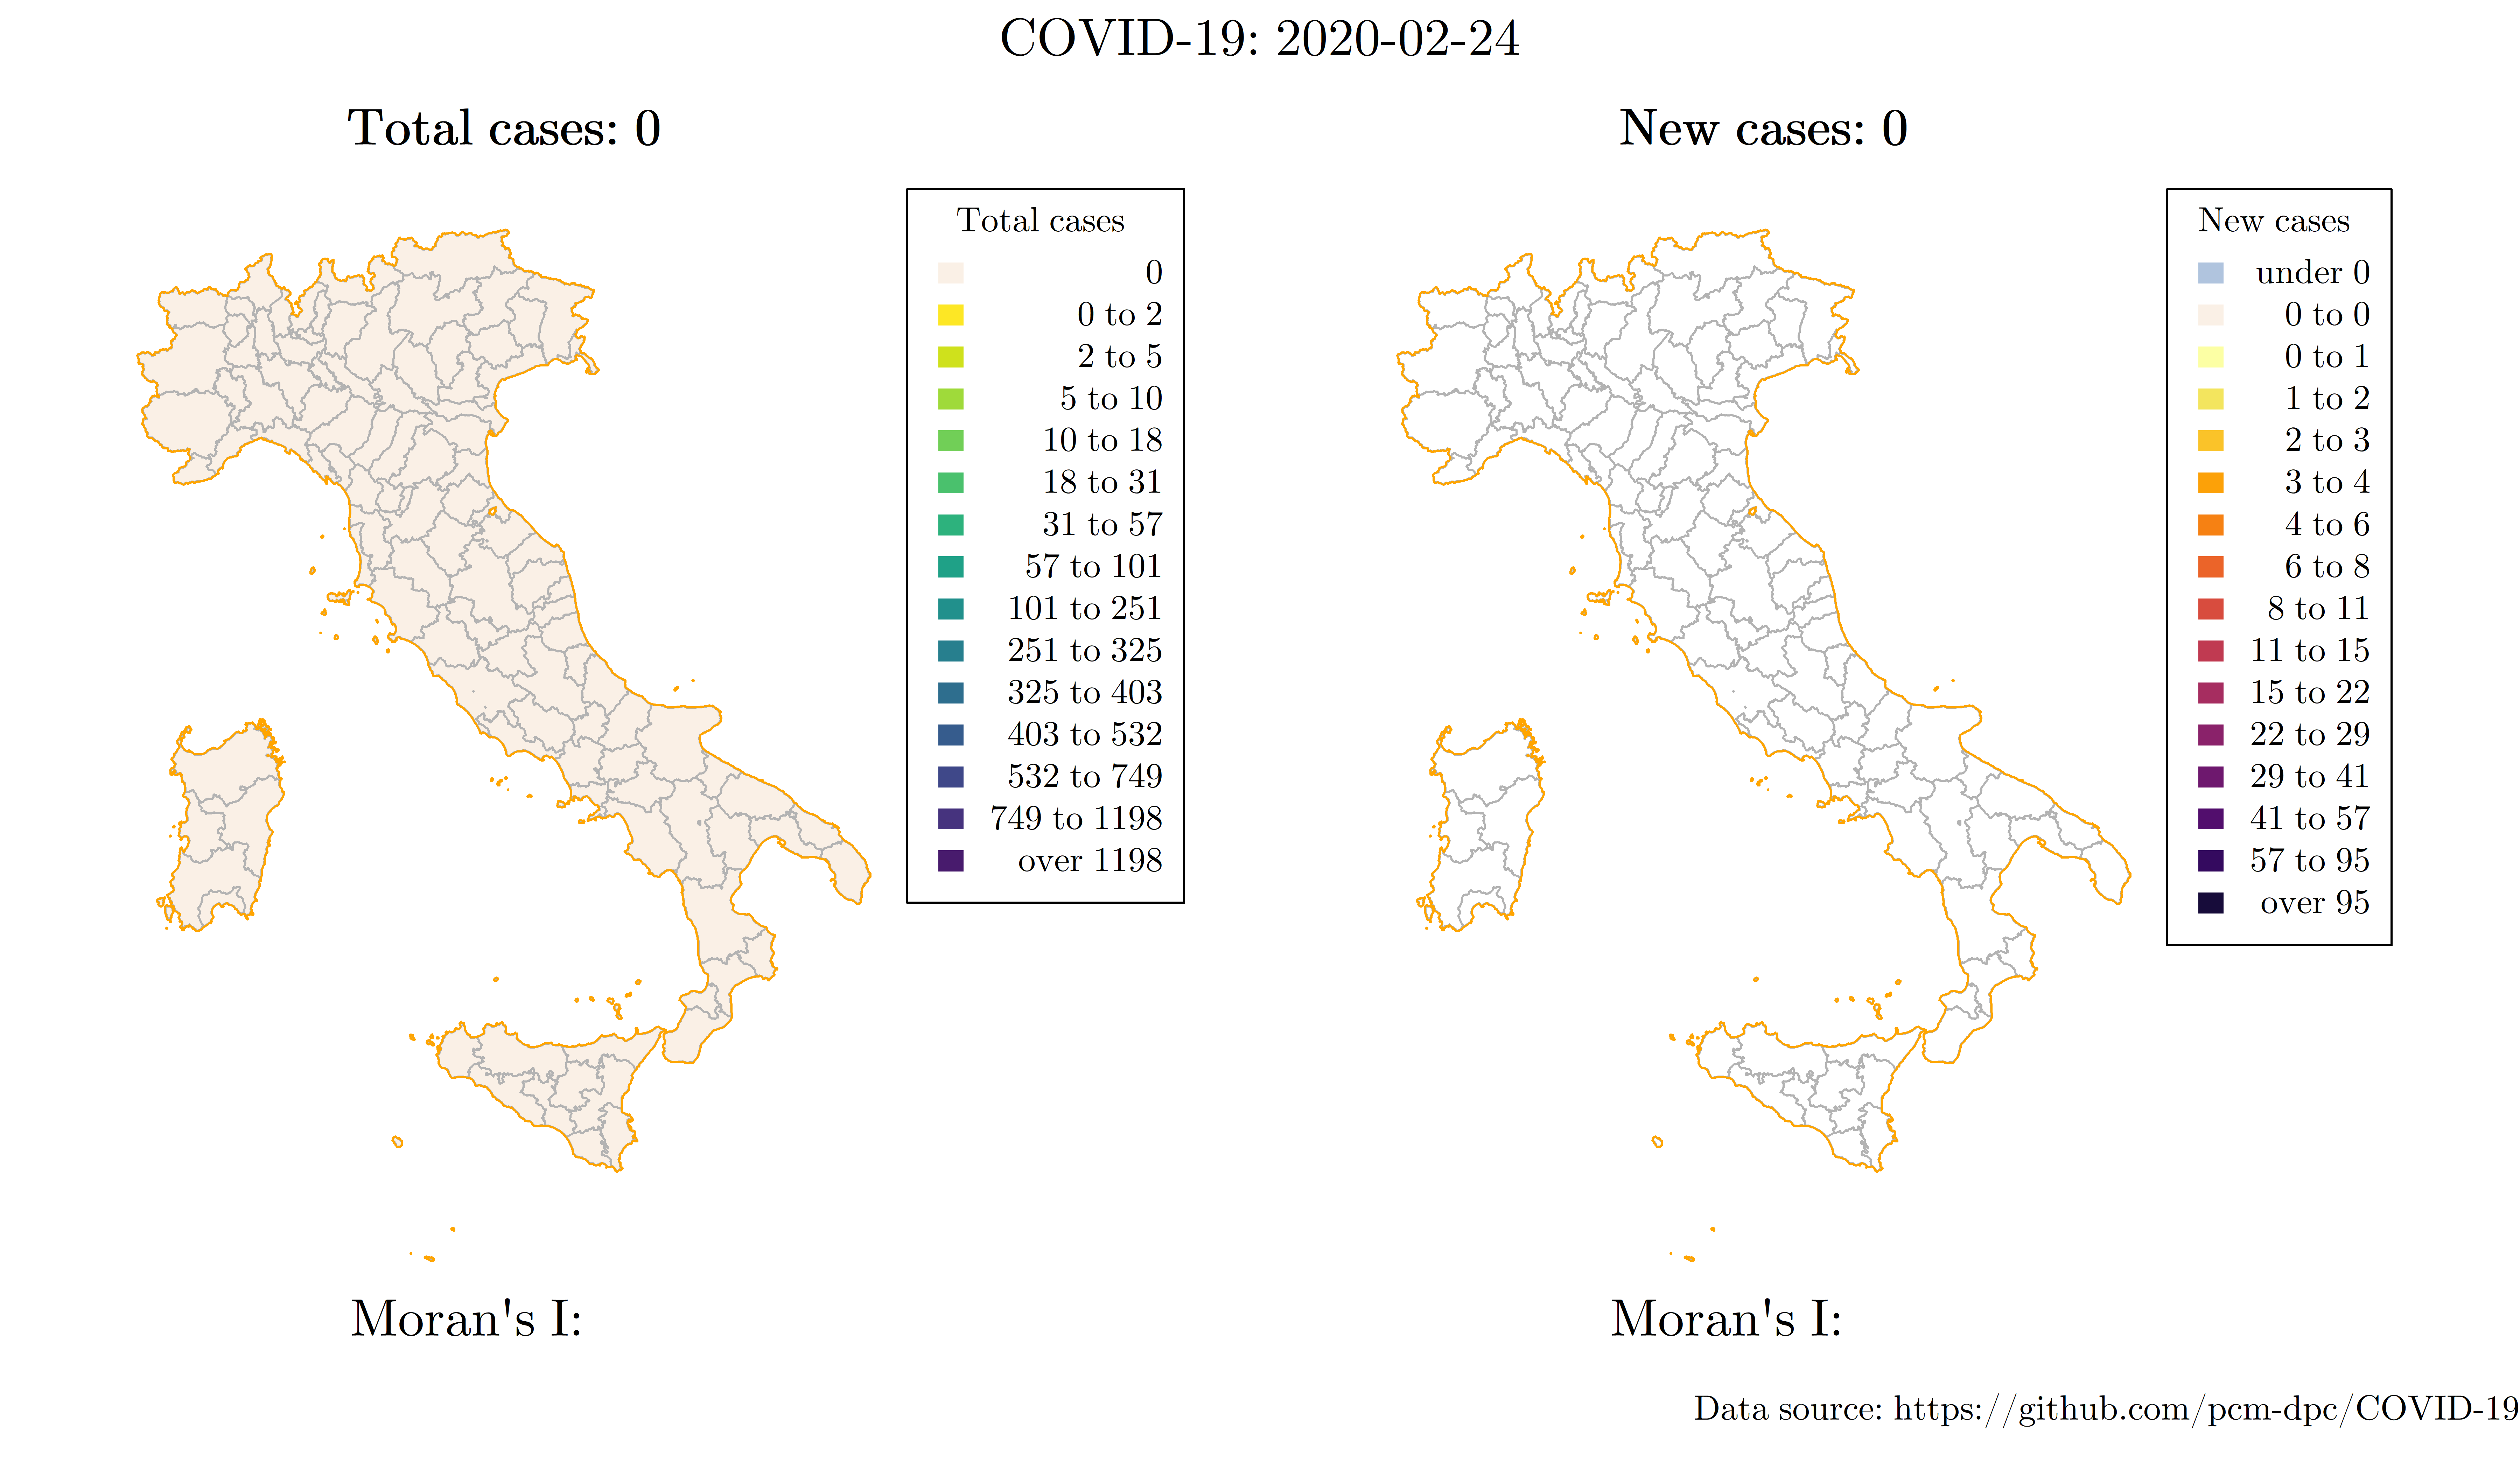 COVID-19: 2020-02-24
Total cases: 0
New cases: 0
Total cases
0
0 to 2
2 to 5
5 to 10
10 to 18
18 to 31
31 to 57
57 to 101
101 to 251
251 to 325
325 to 403
403 to 532
532 to 749
749 to 1198
over 1198
New cases
under 0
0 to 0
0 to 1
1 to 2
2 to 3
3 to 4
4 to 6
6 to 8
8 to 11
11 to 15
15 to 22
22 to 29
29 to 41
41 to 57
57 to 95
over 95
Moran's I:
Moran's I:
Data source: https://github.com/pcm-dpc/COVID-19